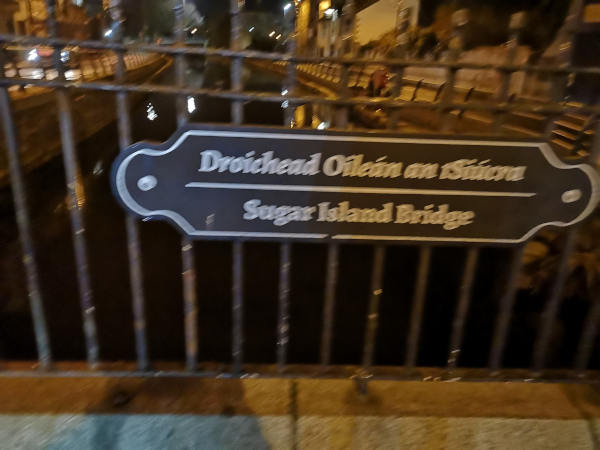 Droichead Oileán an tSiúcra
Sugar Island Bridge